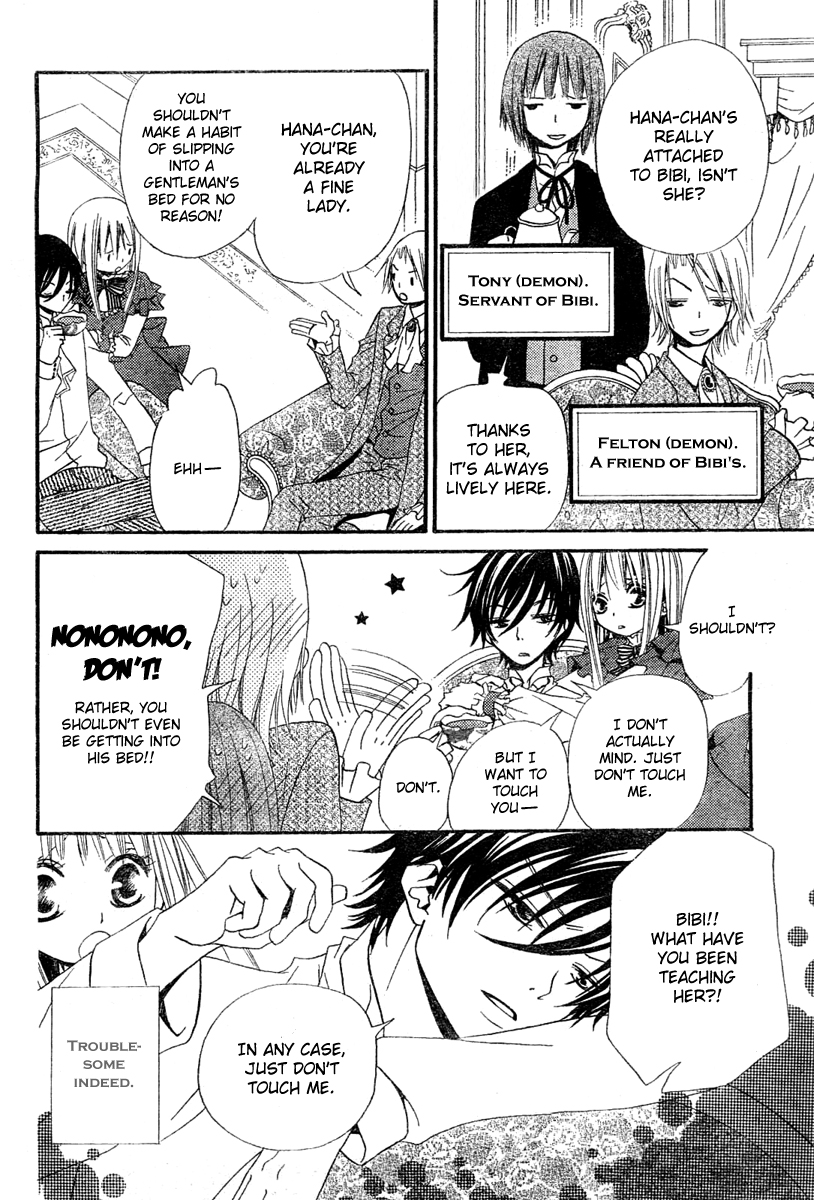 HANA-CHAN'S
REALLY
ATTACHED
TO BIBI, ISN'T
SHE?
TONY (DEMON).
SERVANT OF BIBI.
THANKS
TO HER,
IT'S ALWAYS
LIVELY HERE.
FELTON (DEMON).
A FRIEND OF BIBI'S.
HANA-CHAN,
YOU'RE
ALREADY
A FINE
LADY.
YOU
SHOULDN'T
MAKE A HABIT
OF SLIPPING
INTO A
GENTLEMAN'S
BED FOR NO
REASON!
EHH—
I
SHOULDN'T?
I DON'T
ACTUALLY
MIND. JUST
DON'T TOUCH
ME.
BUT I
WANT TO
TOUCH
YOU—
DON'T.
NONONONO,
DON'T!
RATHER, YOU
SHOULDN'T EVEN
BE GETTING INTO
HIS BED!!
BIBI!!
WHAT HAVE
YOU BEEN
TEACHING
HER?!
IN ANY CASE,
JUST DON'T
TOUCH ME.
TROUBLE-
SOME
INDEED.